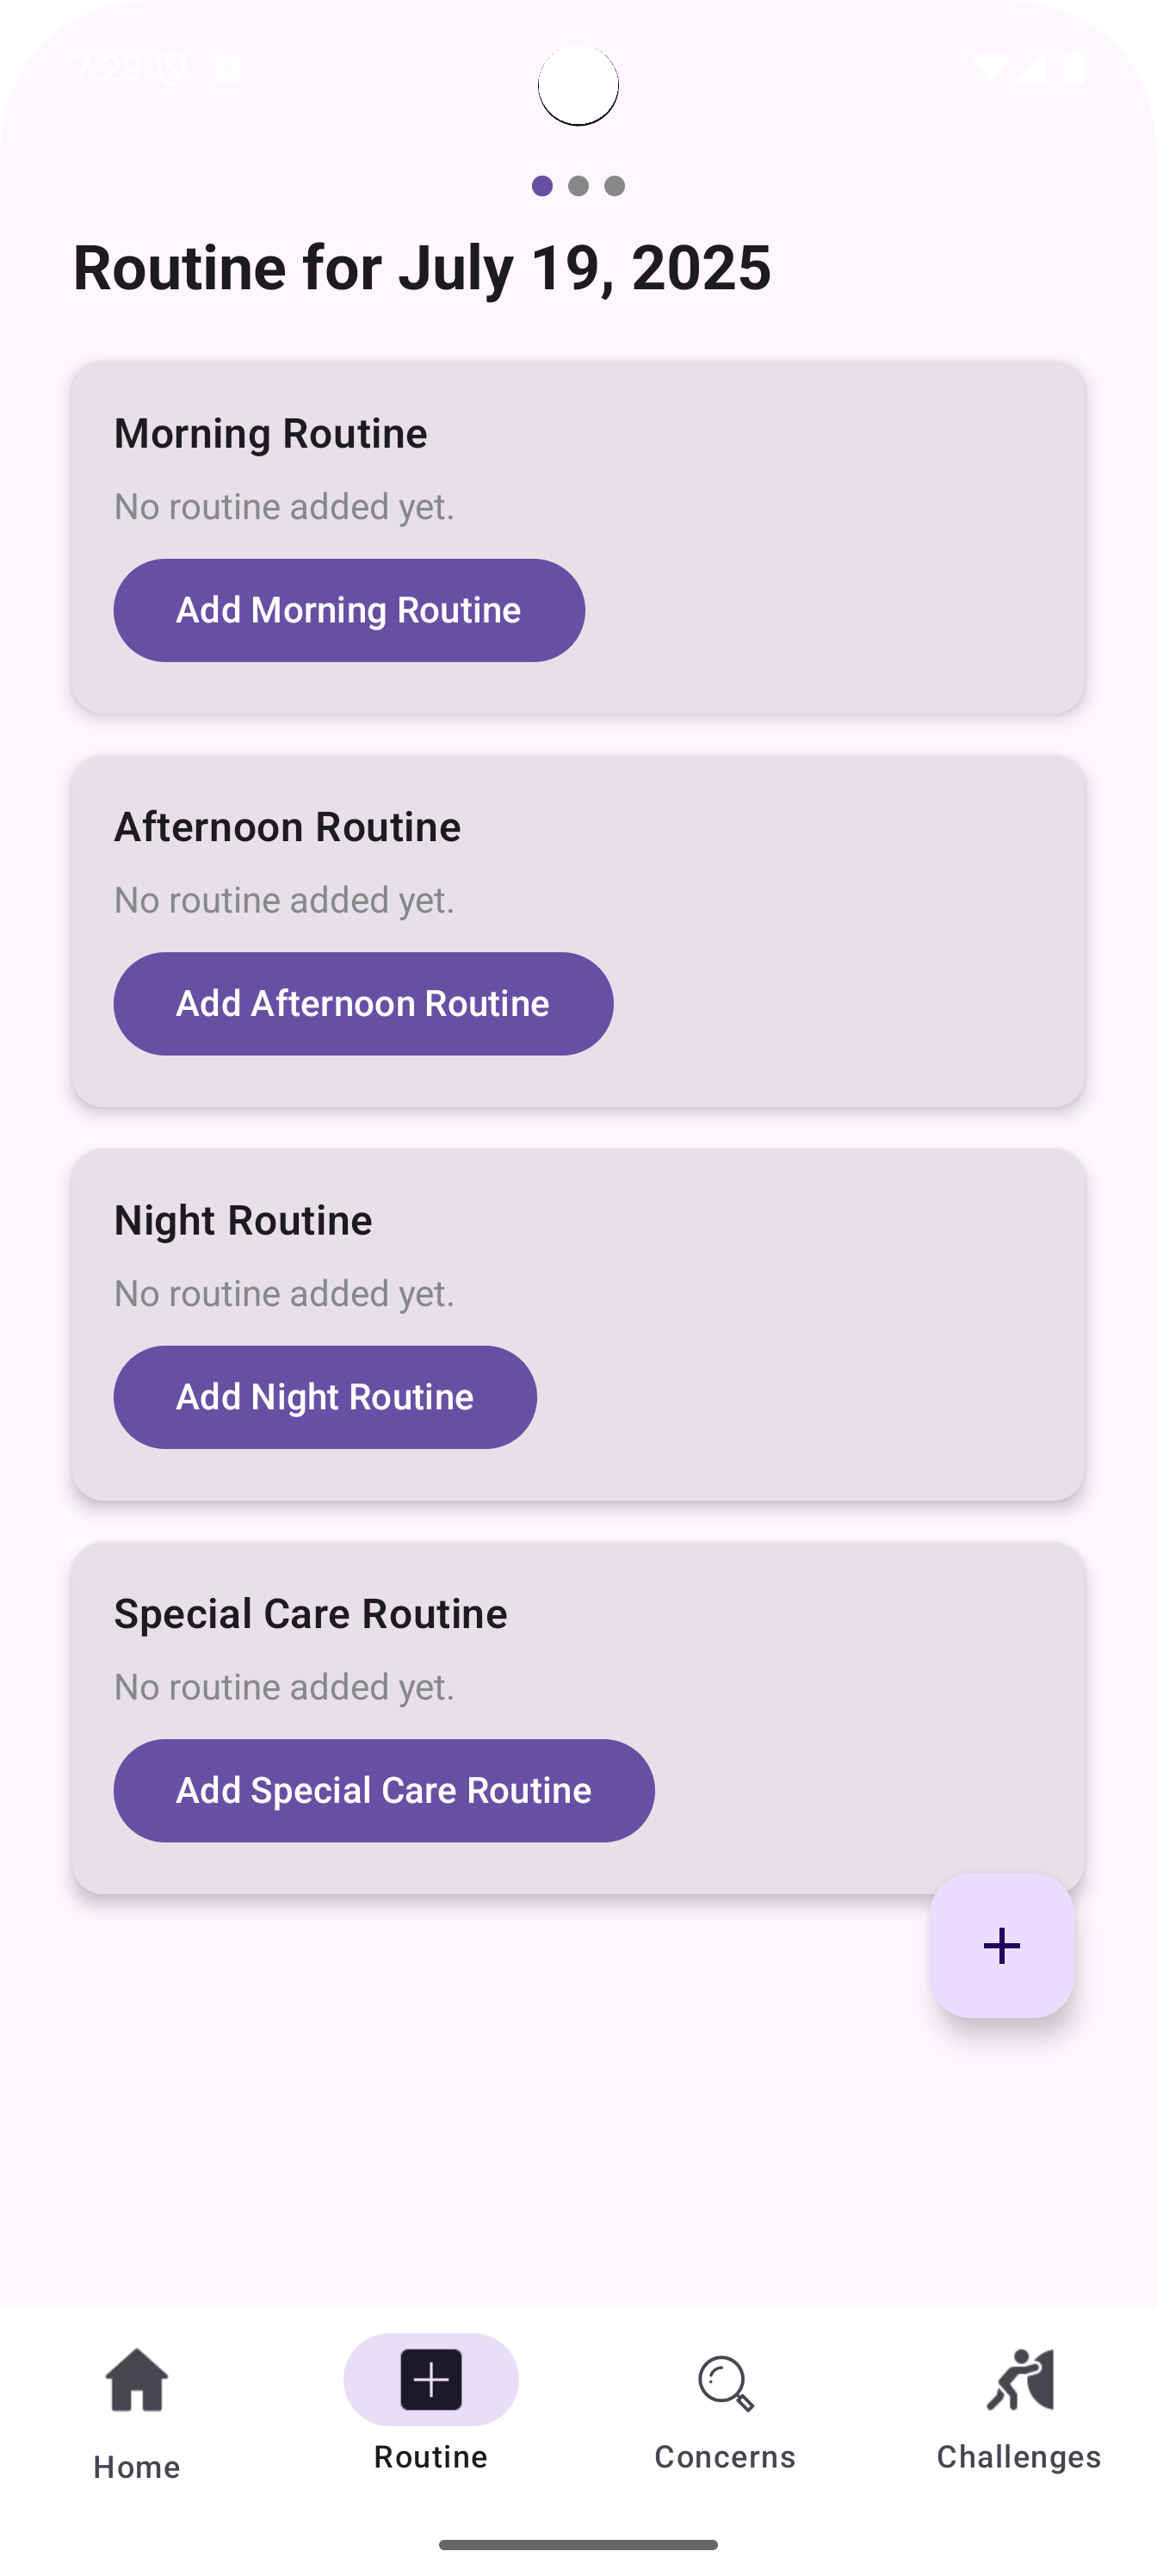 7:29
Routine for July 19, 2025
Morning Routine
No routine added yet.
Add Morning Routine
Afternoon Routine
No routine added yet.
Add Afternoon Routine
Night Routine
No routine added yet.
Add Night Routine
Special Care Routine
No routine added yet.
Add Special Care Routine
Home
Routine
Concerns
Challenges